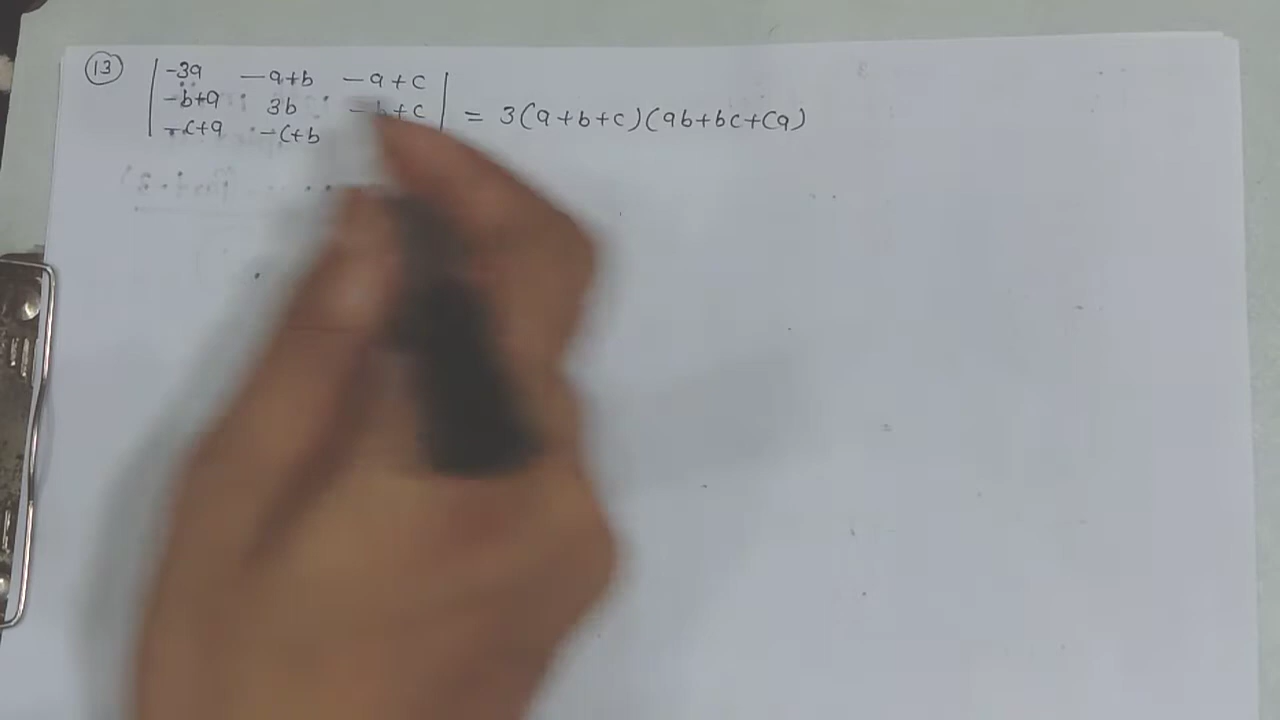 13 | -3a -a+b -a+c |
| -b+a 3b -b+c | = 3(a+b+c)(ab+bc+ca)
| -c+a -c+b